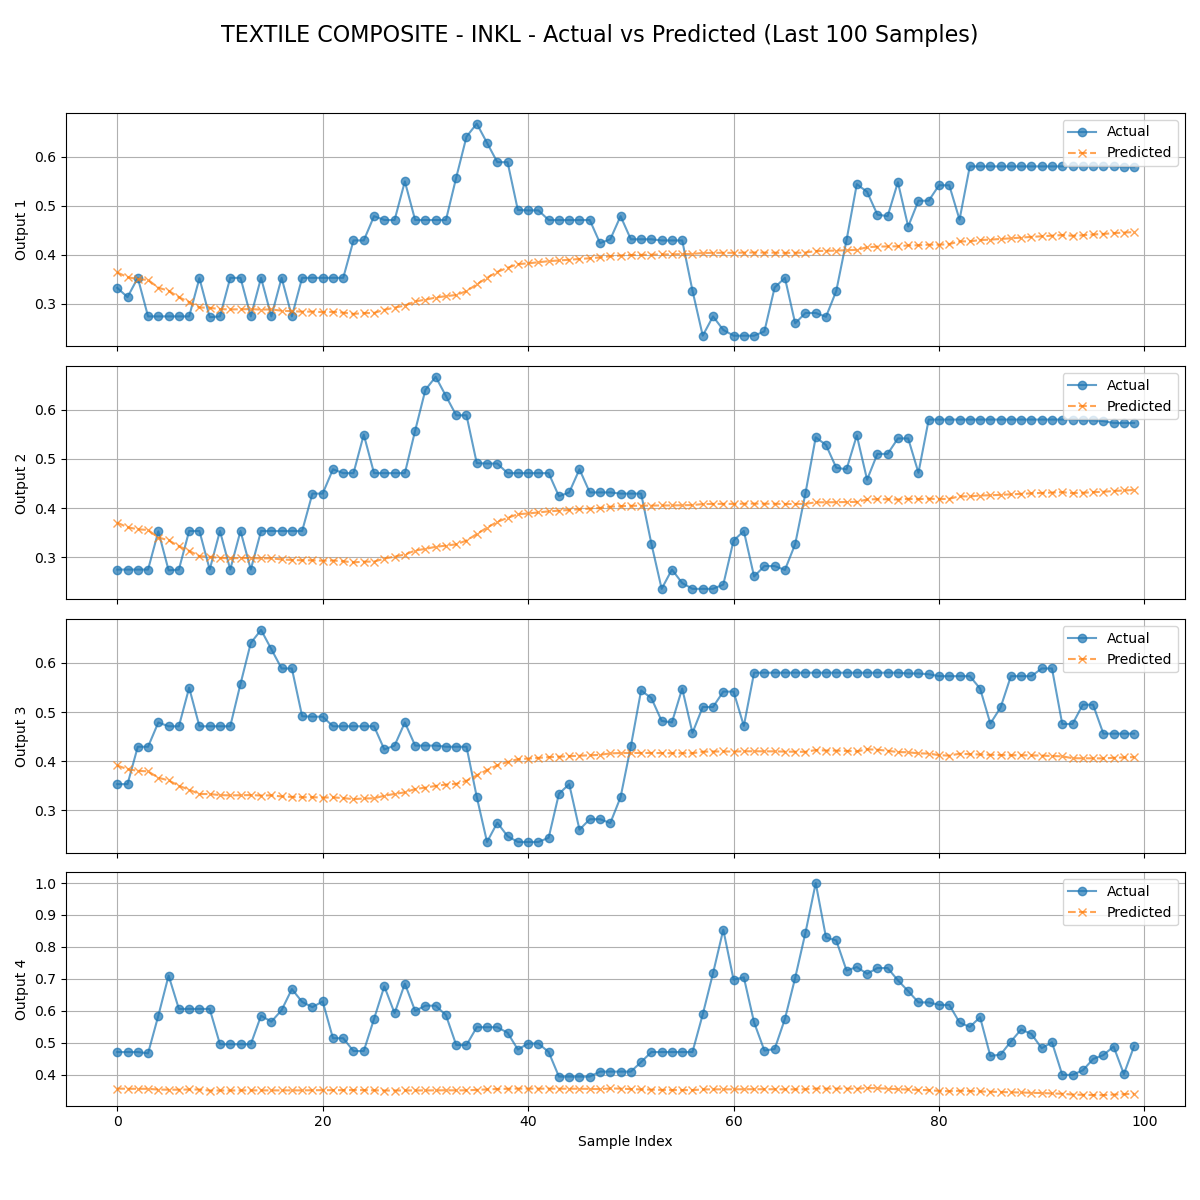 TEXTILE COMPOSITE - INKL - Actual vs Predicted (Last 100 Samples)
Output 1
0.6
0.5
0.4
0.3
Actual
Predicted
Output 2
0.6
0.5
0.4
0.3
Actual
Predicted
Output 3
0.6
0.5
0.4
0.3
Actual
Predicted
Output 4
1.0
0.9
0.8
0.7
0.6
0.5
0.4
Actual
Predicted
0 20 40 60 80 100
Sample Index